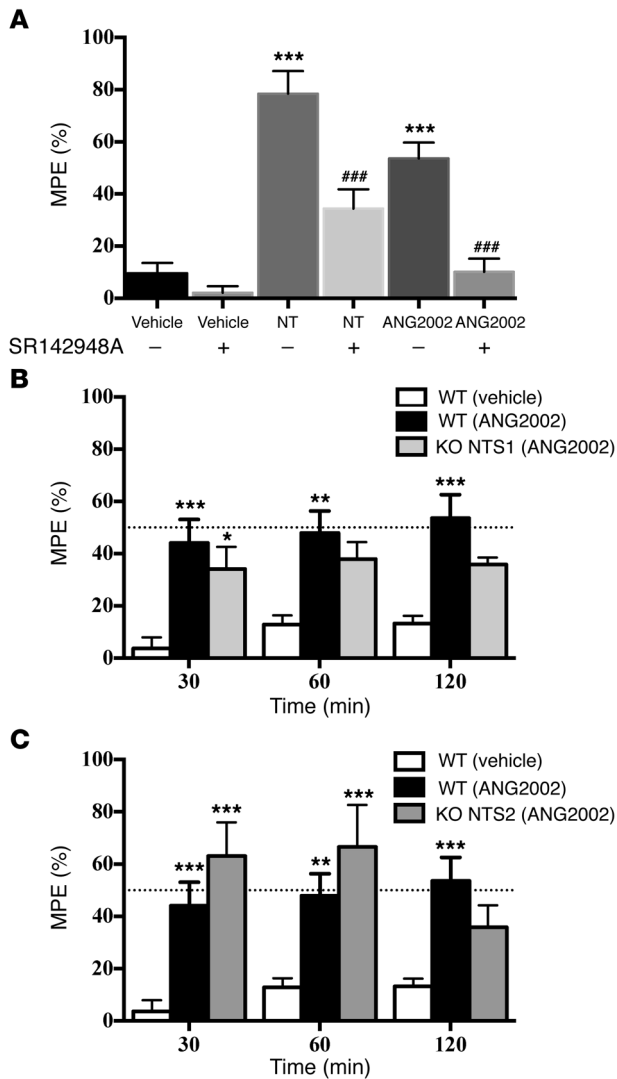 A
100
80
60
40
20
0
MPE (%)
***
###
***
###
Vehicle Vehicle NT NT ANG2002 ANG2002
SR142948A – + – + – +
B
100
80
60
40
20
0
MPE (%)
WT (vehicle)
WT (ANG2002)
KO NTS1 (ANG2002)
***
*
**
***
30 60 120
Time (min)
C
100
80
60
40
20
0
MPE (%)
WT (vehicle)
WT (ANG2002)
KO NTS2 (ANG2002)
***
***
**
***
***
30 60 120
Time (min)